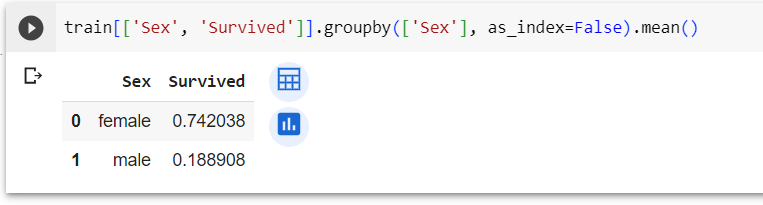 train[['Sex', 'Survived']].groupby(['Sex'], as_index=False).mean()
Sex Survived
0 female 0.742038
1 male 0.188908